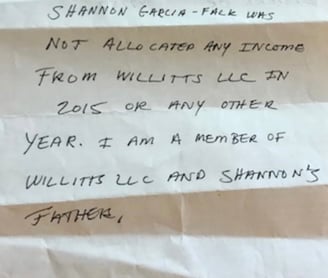 SHANNON GARCIA-FALK WAS
NOT ALLOCATED ANY INCOME
FROM WILLITTS LLC IN
2015 OR ANY OTHER
YEAR. I AM A MEMBER OF
WILLITTS LLC AND SHANNON'S
FATHER.